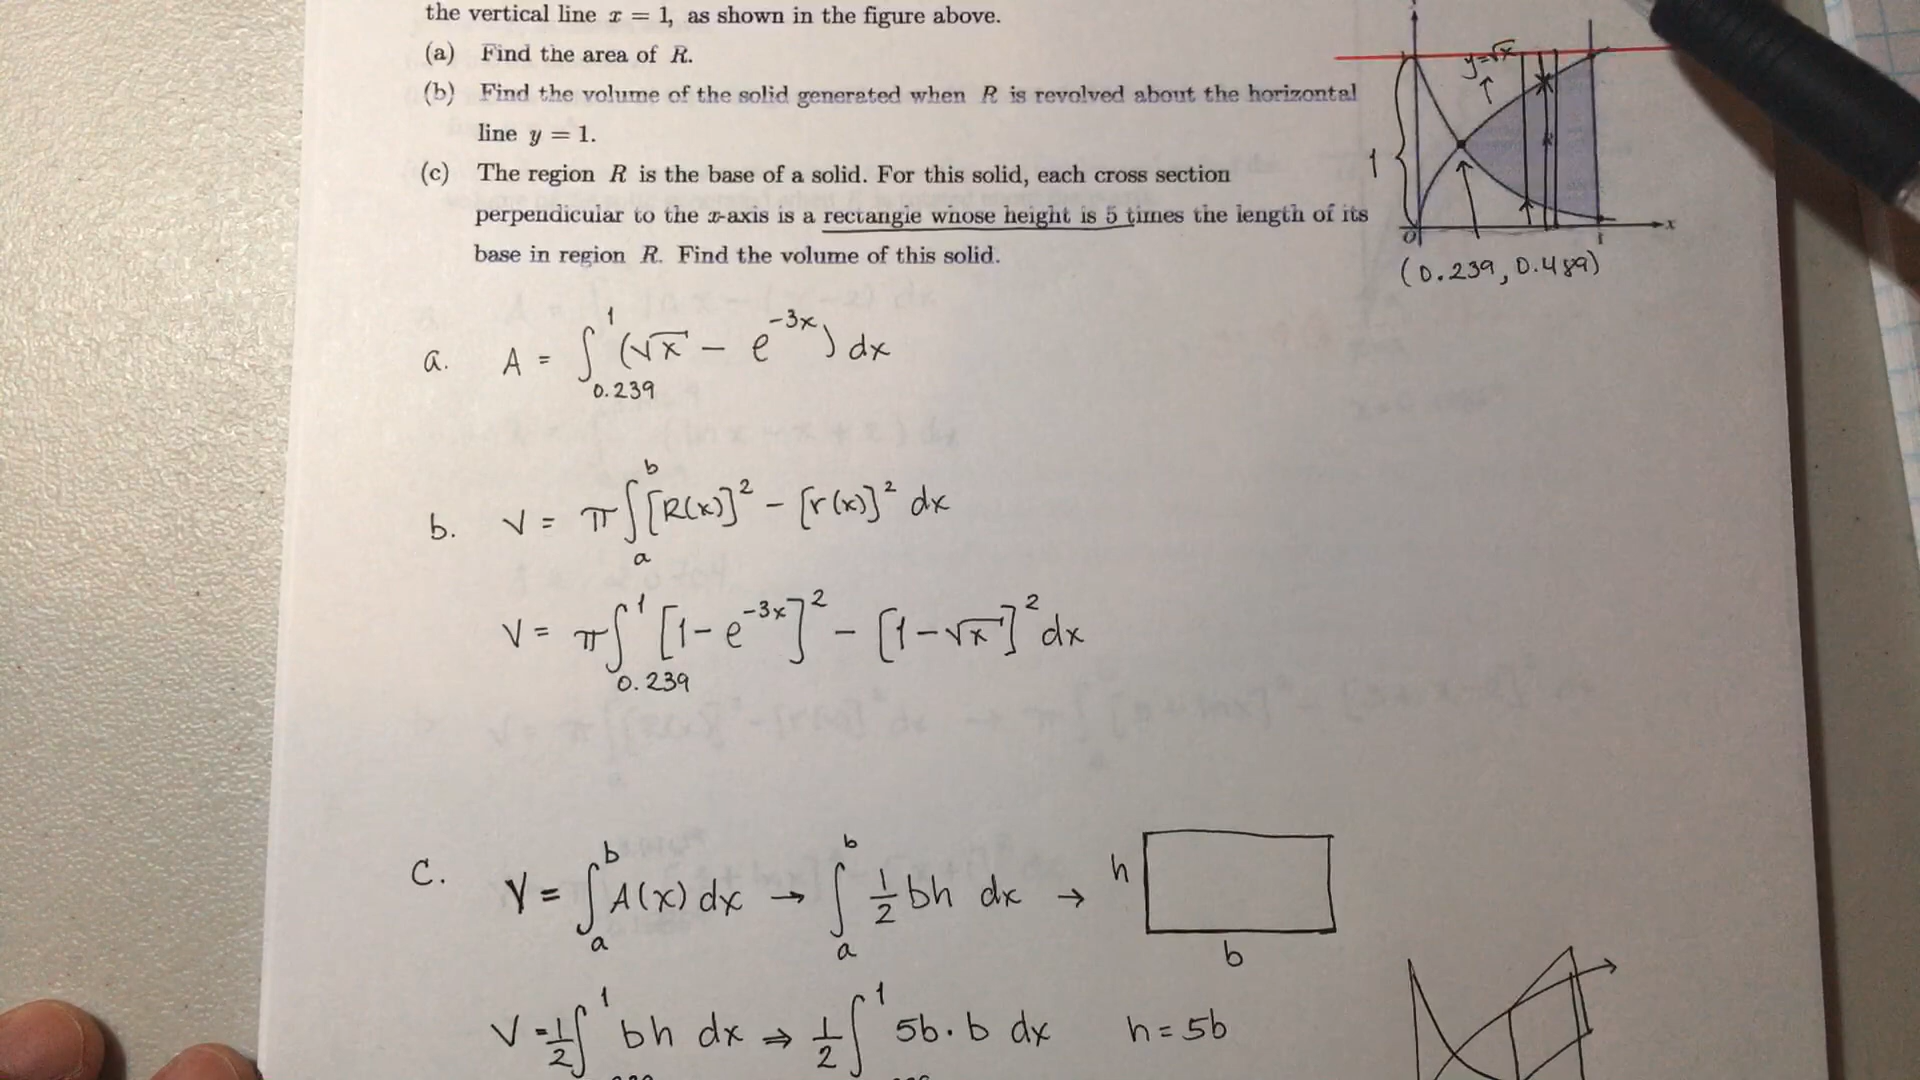 the vertical line x = 1, as shown in the figure above.
(a) Find the area of R.
(b) Find the volume of the solid generated when R is revolved about the horizontal
line y = 1.
(c) The region R is the base of a solid. For this solid, each cross section
perpendicular to the x-axis is a rectangle whose height is 5 times the length of its
base in region R. Find the volume of this solid.
y=√x
1
R
O
1
x
(0.239, 0.489)
a. A = ∫₀.₂₃₉¹ (√x − e⁻³ˣ) dx
b. V = π∫ₐᵇ [R(x)]² − [r(x)]² dx
V = π∫₀.₂₃₉¹ [1 − e⁻³ˣ]² − [1 − √x]² dx
c. V = ∫ₐᵇ A(x) dx → ∫ₐᵇ ½ bh dx → h
b
V = ½ ∫¹ bh dx ⇒ ½ ∫¹ 5b · b dx h = 5b